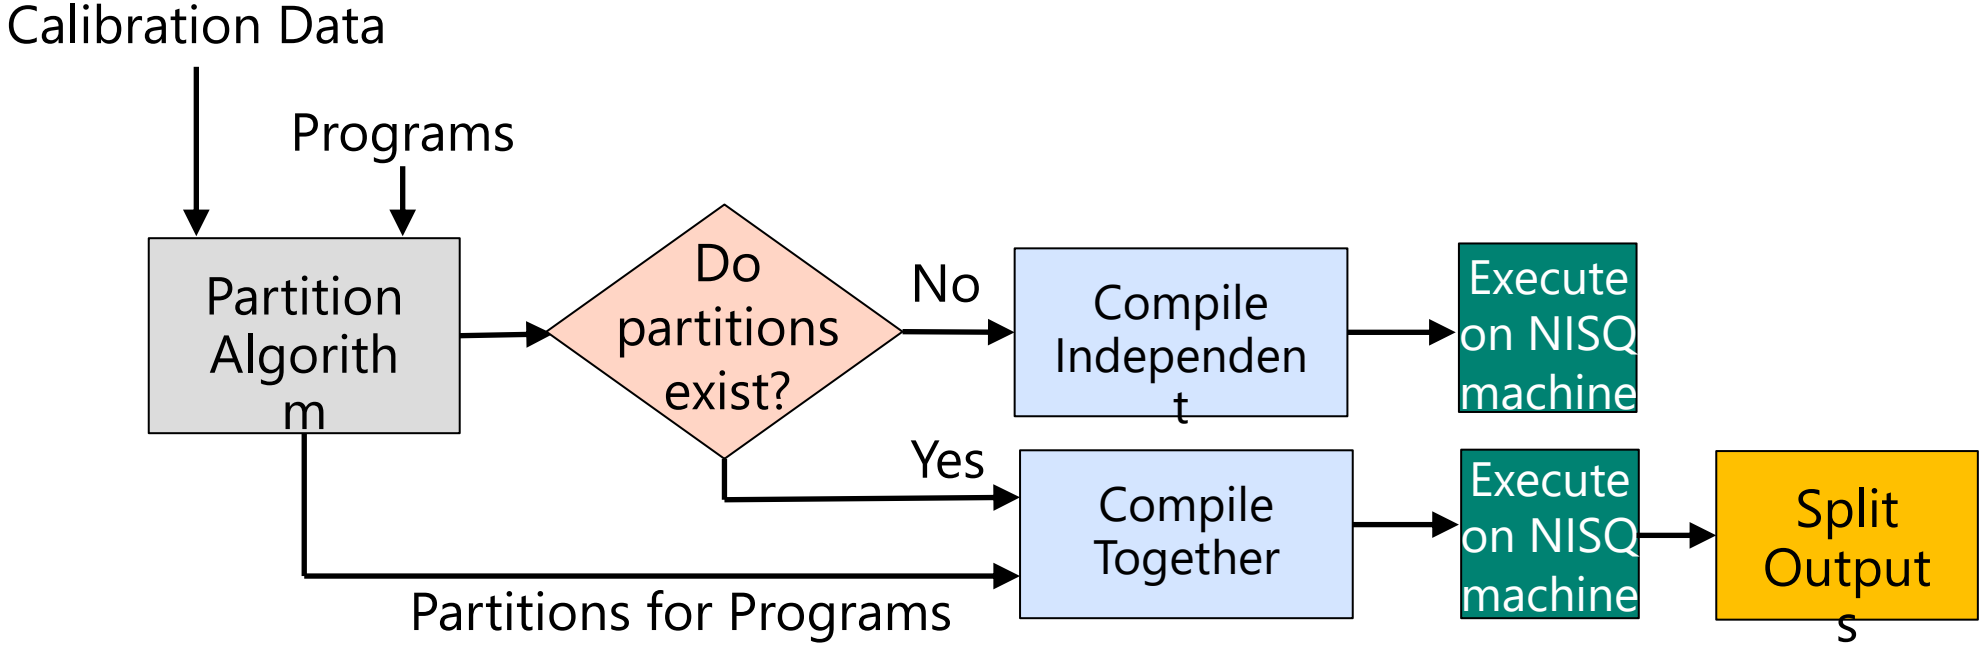 Calibration Data
Programs
Partition
Algorith
m
Do
partitions
exist?
No
Compile
Independen
t
Execute
on NISQ
machine
Yes
Compile
Together
Execute
on NISQ
machine
Split
Output
s
Partitions for Programs